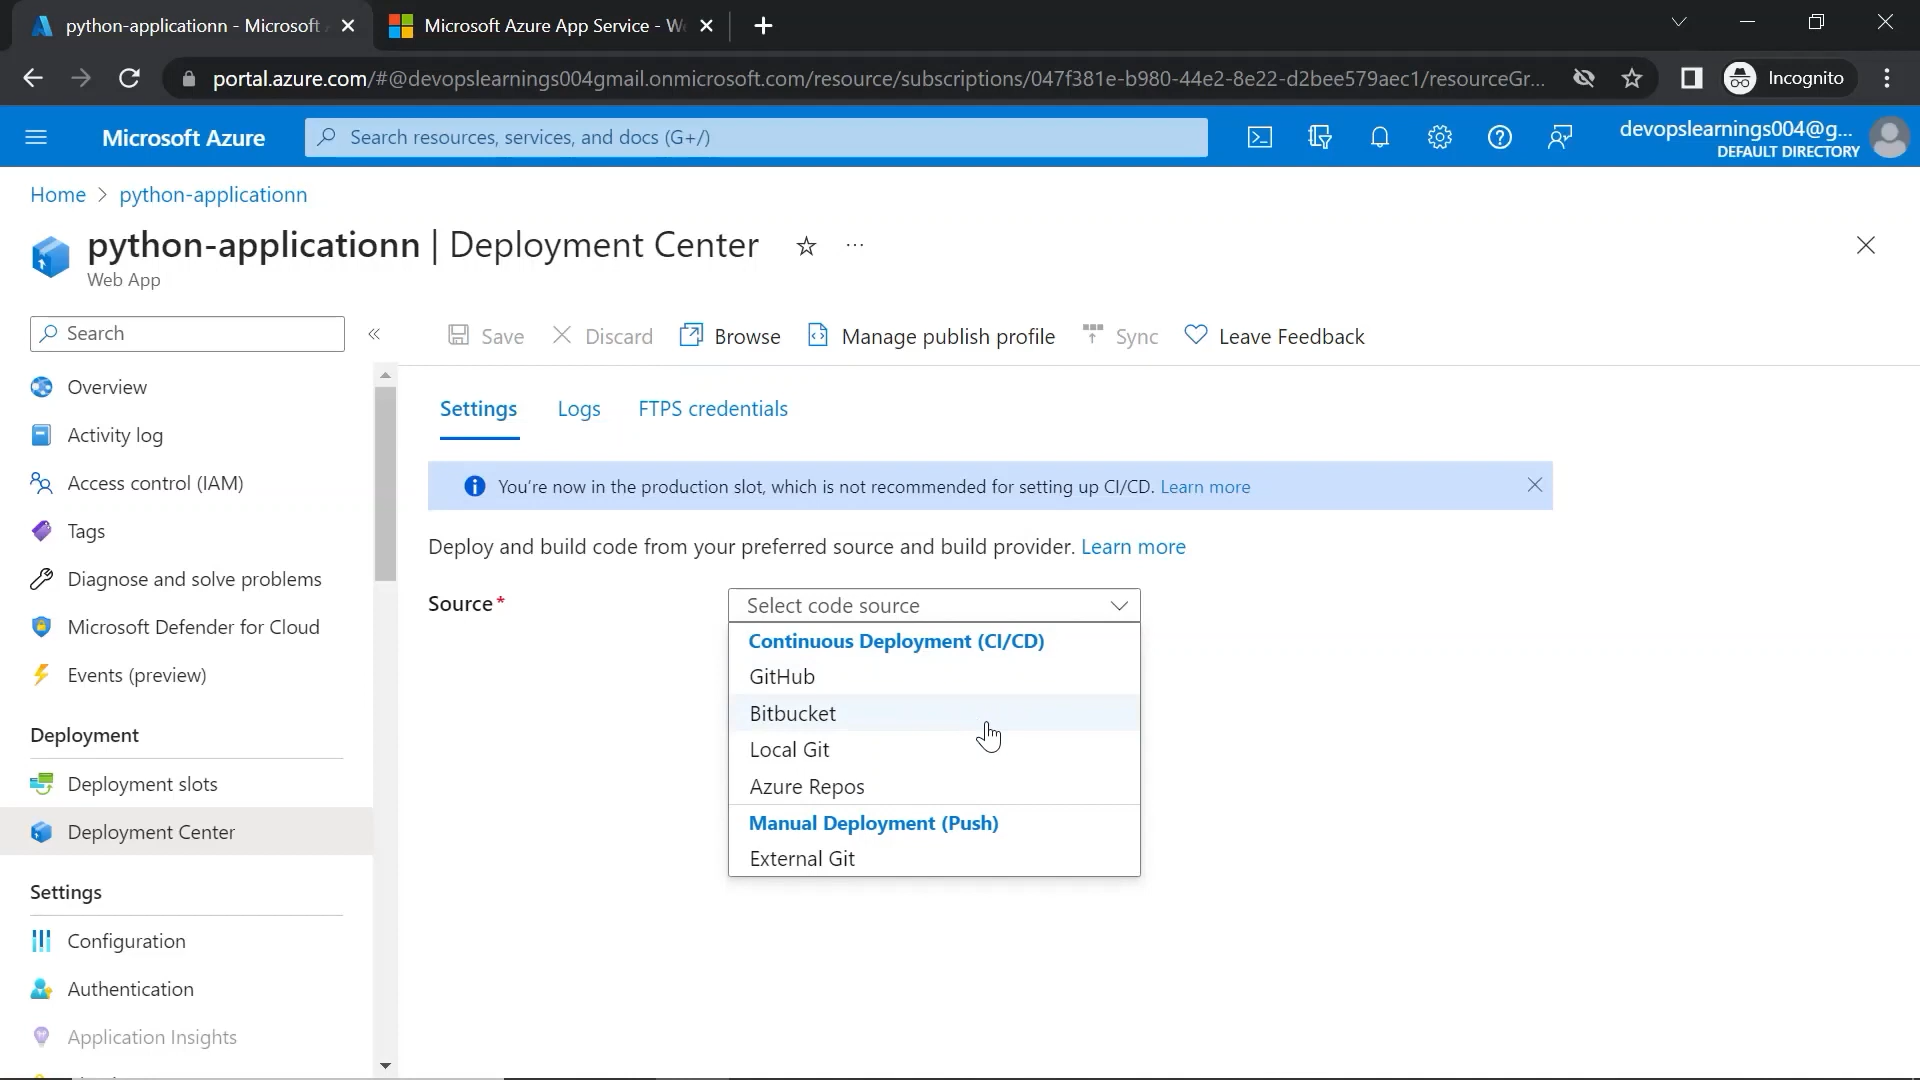 python-applicationn - Microsoft
Microsoft Azure App Service - We
portal.azure.com/#@devopslearnings004gmail.onmicrosoft.com/resource/subscriptions/047f381e-b980-44e2-8e22-d2bee579aec1/resourceGr...
Incognito
Microsoft Azure
Search resources, services, and docs (G+/)
devopslearnings004@g...
DEFAULT DIRECTORY
Home > python-applicationn
python-applicationn | Deployment Center
Web App
Search
Save
Discard
Browse
Manage publish profile
Sync
Leave Feedback
Overview
Activity log
Access control (IAM)
Tags
Diagnose and solve problems
Microsoft Defender for Cloud
Events (preview)
Deployment
Deployment slots
Deployment Center
Settings
Configuration
Authentication
Application Insights
Settings
Logs
FTPS credentials
You're now in the production slot, which is not recommended for setting up CI/CD. Learn more
Deploy and build code from your preferred source and build provider. Learn more
Source*
Select code source
Continuous Deployment (CI/CD)
GitHub
Bitbucket
Local Git
Azure Repos
Manual Deployment (Push)
External Git